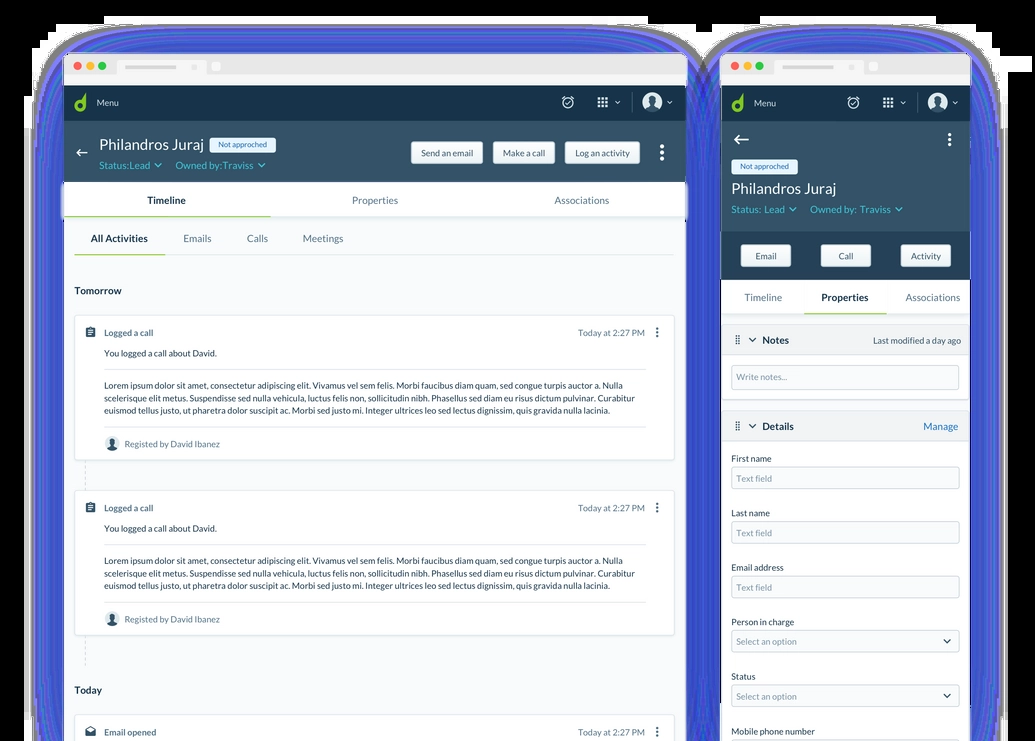 Menu
Philandros Juraj
Not approched
Status:Lead
Owned by:Traviss
Send an email
Make a call
Log an activity
Timeline
Properties
Associations
All Activities
Emails
Calls
Meetings
Tomorrow
Logged a call
Today at 2:27 PM
You logged a call about David.
Lorem ipsum dolor sit amet, consectetur adipiscing elit. Vivamus vel sem felis. Morbi faucibus diam quam, sed congue turpis auctor a. Nulla
scelerisque elit metus. Suspendisse sed nulla vehicula, luctus felis non, sollicitudin nibh. Phasellus sed diam eu risus dictum pulvinar. Curabitur
euismod tellus justo, ut pharetra dolor suscipit ac. Morbi sed justo mi. Integer ultrices leo sed lectus dignissim, quis gravida nulla lacinia.
Registed by David Ibanez
Logged a call
Today at 2:27 PM
You logged a call about David.
Lorem ipsum dolor sit amet, consectetur adipiscing elit. Vivamus vel sem felis. Morbi faucibus diam quam, sed congue turpis auctor a. Nulla
scelerisque elit metus. Suspendisse sed nulla vehicula, luctus felis non, sollicitudin nibh. Phasellus sed diam eu risus dictum pulvinar. Curabitur
euismod tellus justo, ut pharetra dolor suscipit ac. Morbi sed justo mi. Integer ultrices leo sed lectus dignissim, quis gravida nulla lacinia.
Registed by David Ibanez
Today
Email opened
Today at 2:27 PM
Menu
Not approched
Philandros Juraj
Status: Lead
Owned by: Traviss
Email
Call
Activity
Timeline
Properties
Associations
Notes
Last modified a day ago
Write notes...
Details
Manage
First name
Text field
Last name
Text field
Email address
Text field
Person in charge
Select an option
Status
Select an option
Mobile phone number